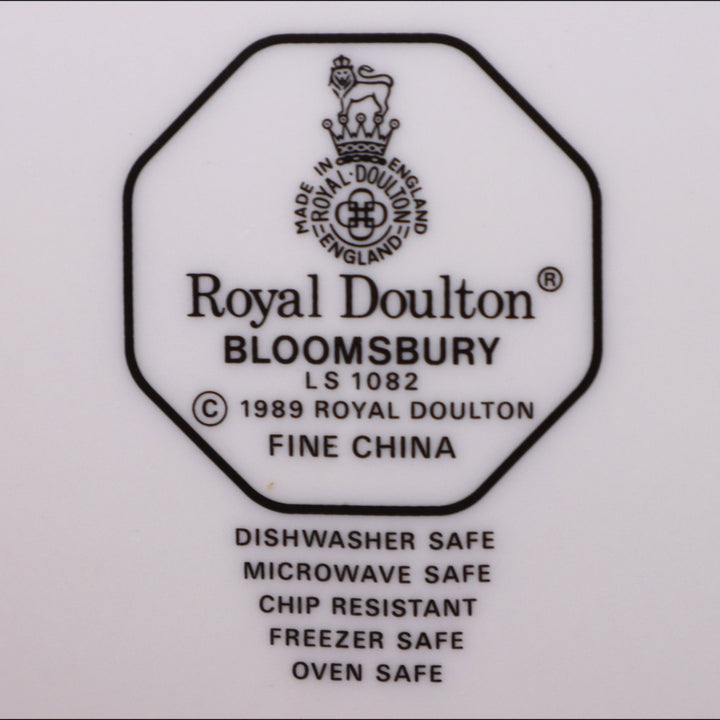 MADE IN ENGLAND
ROYAL·DOULTON
ENGLAND
Royal Doulton®
BLOOMSBURY
LS 1082
© 1989 ROYAL DOULTON
FINE CHINA
DISHWASHER SAFE
MICROWAVE SAFE
CHIP RESISTANT
FREEZER SAFE
OVEN SAFE